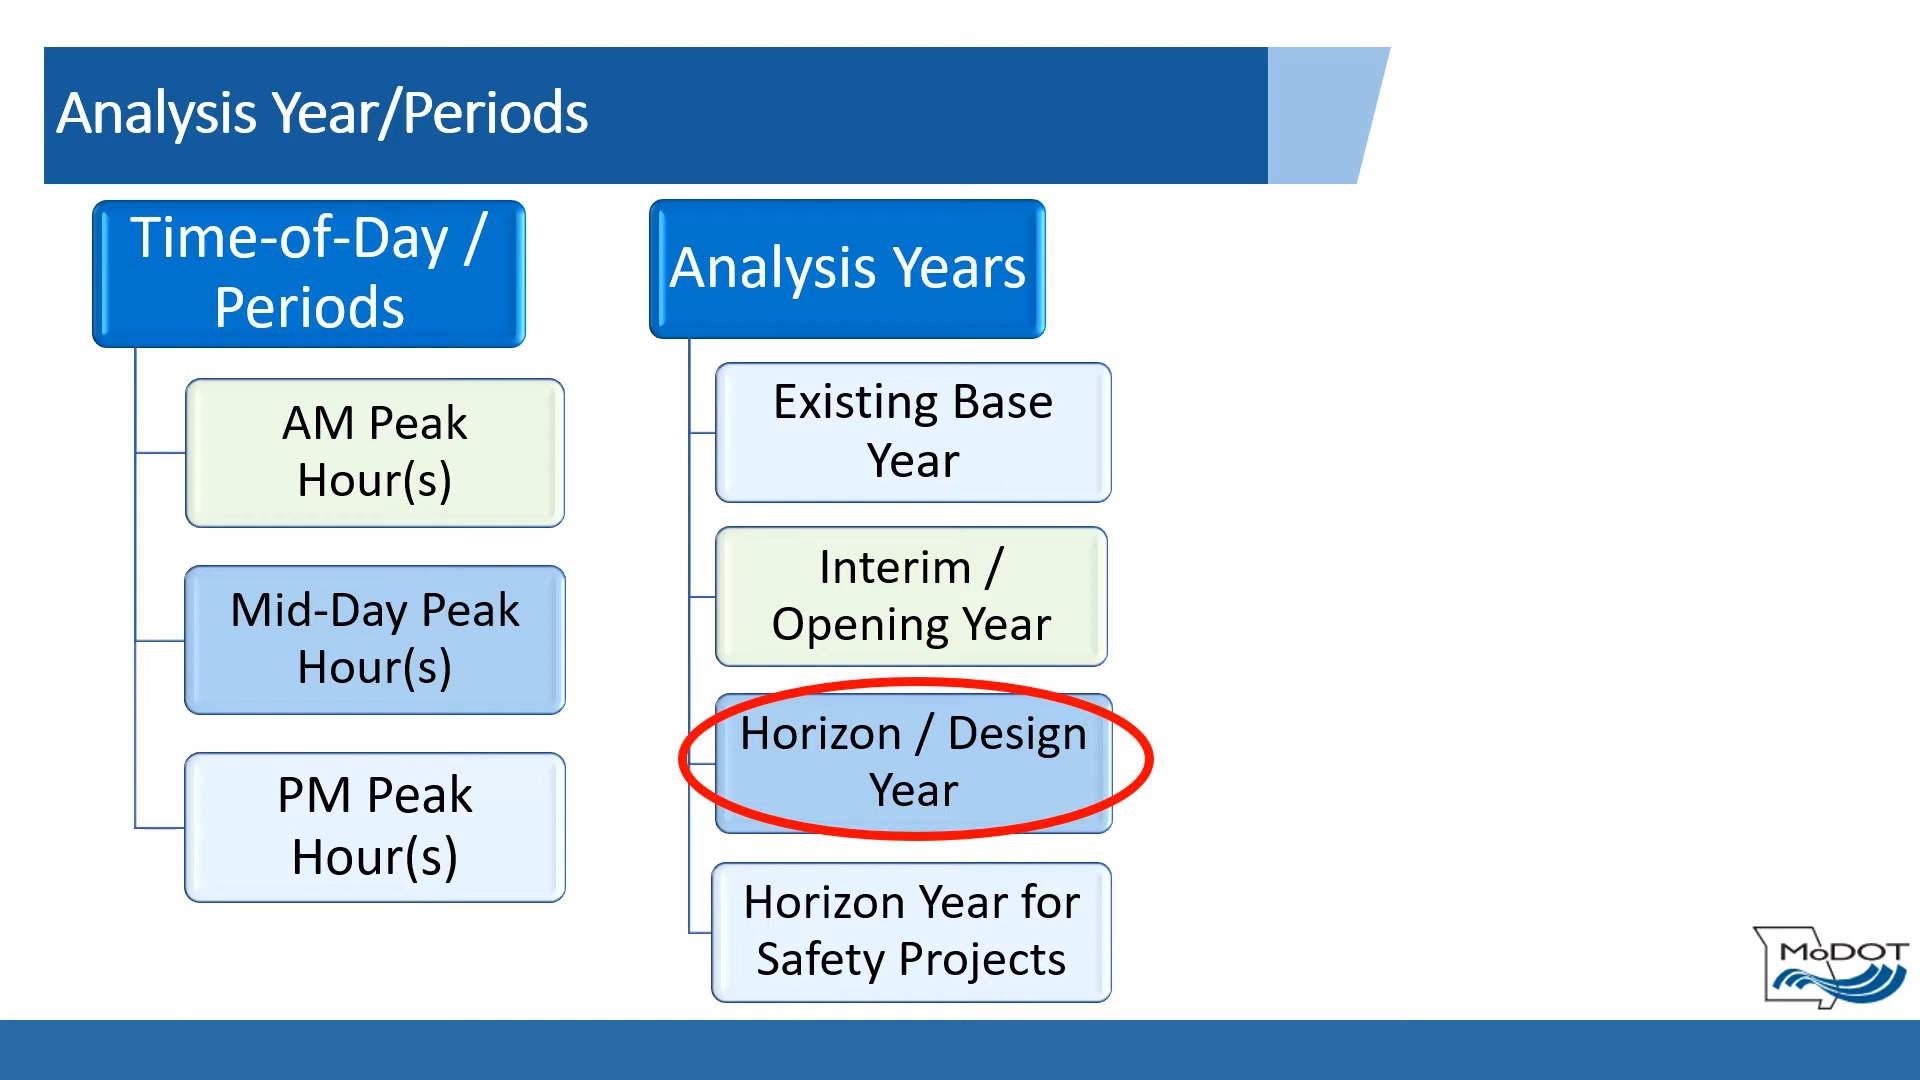 Analysis Year/Periods
Time-of-Day /
Periods
AM Peak
Hour(s)
Mid-Day Peak
Hour(s)
PM Peak
Hour(s)
Analysis Years
Existing Base
Year
Interim /
Opening Year
Horizon / Design
Year
Horizon Year for
Safety Projects
MoDOT